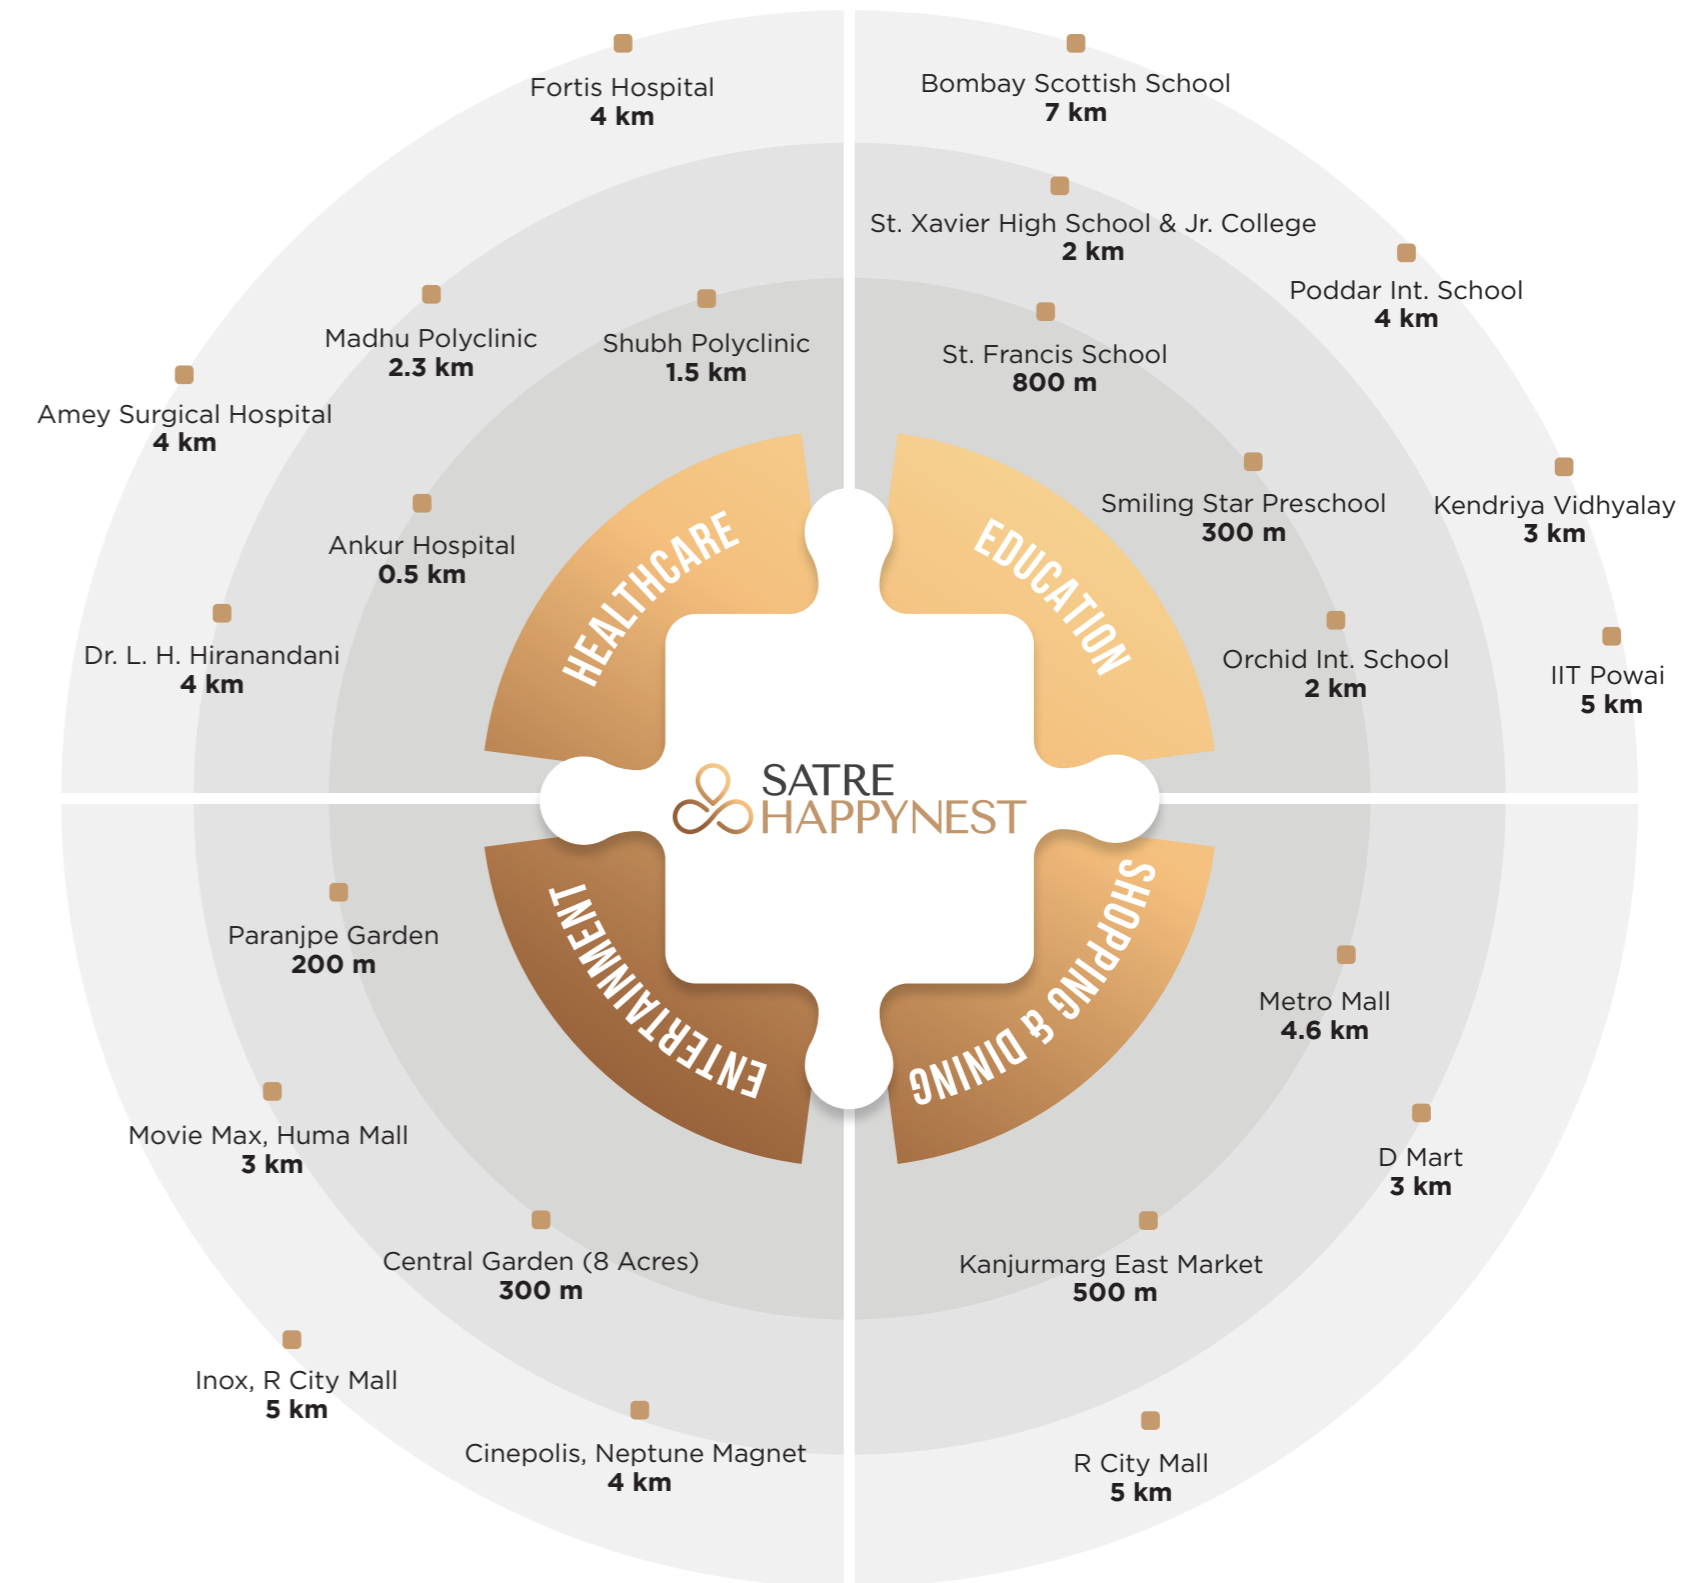 Fortis Hospital
4 km
Madhu Polyclinic
2.3 km
Shubh Polyclinic
1.5 km
Amey Surgical Hospital
4 km
Ankur Hospital
0.5 km
Dr. L. H. Hiranandani
4 km
HEALTHCARE
Bombay Scottish School
7 km
St. Xavier High School & Jr. College
2 km
Poddar Int. School
4 km
St. Francis School
800 m
Smiling Star Preschool
300 m
Kendriya Vidhyalay
3 km
Orchid Int. School
2 km
IIT Powai
5 km
EDUCATION
SATRE
HAPPYNEST
ENTERTAINMENT
Paranjpe Garden
200 m
Movie Max, Huma Mall
3 km
Central Garden (8 Acres)
300 m
Inox, R City Mall
5 km
Cinepolis, Neptune Magnet
4 km
SHOPPING & DINING
Metro Mall
4.6 km
D Mart
3 km
Kanjurmarg East Market
500 m
R City Mall
5 km